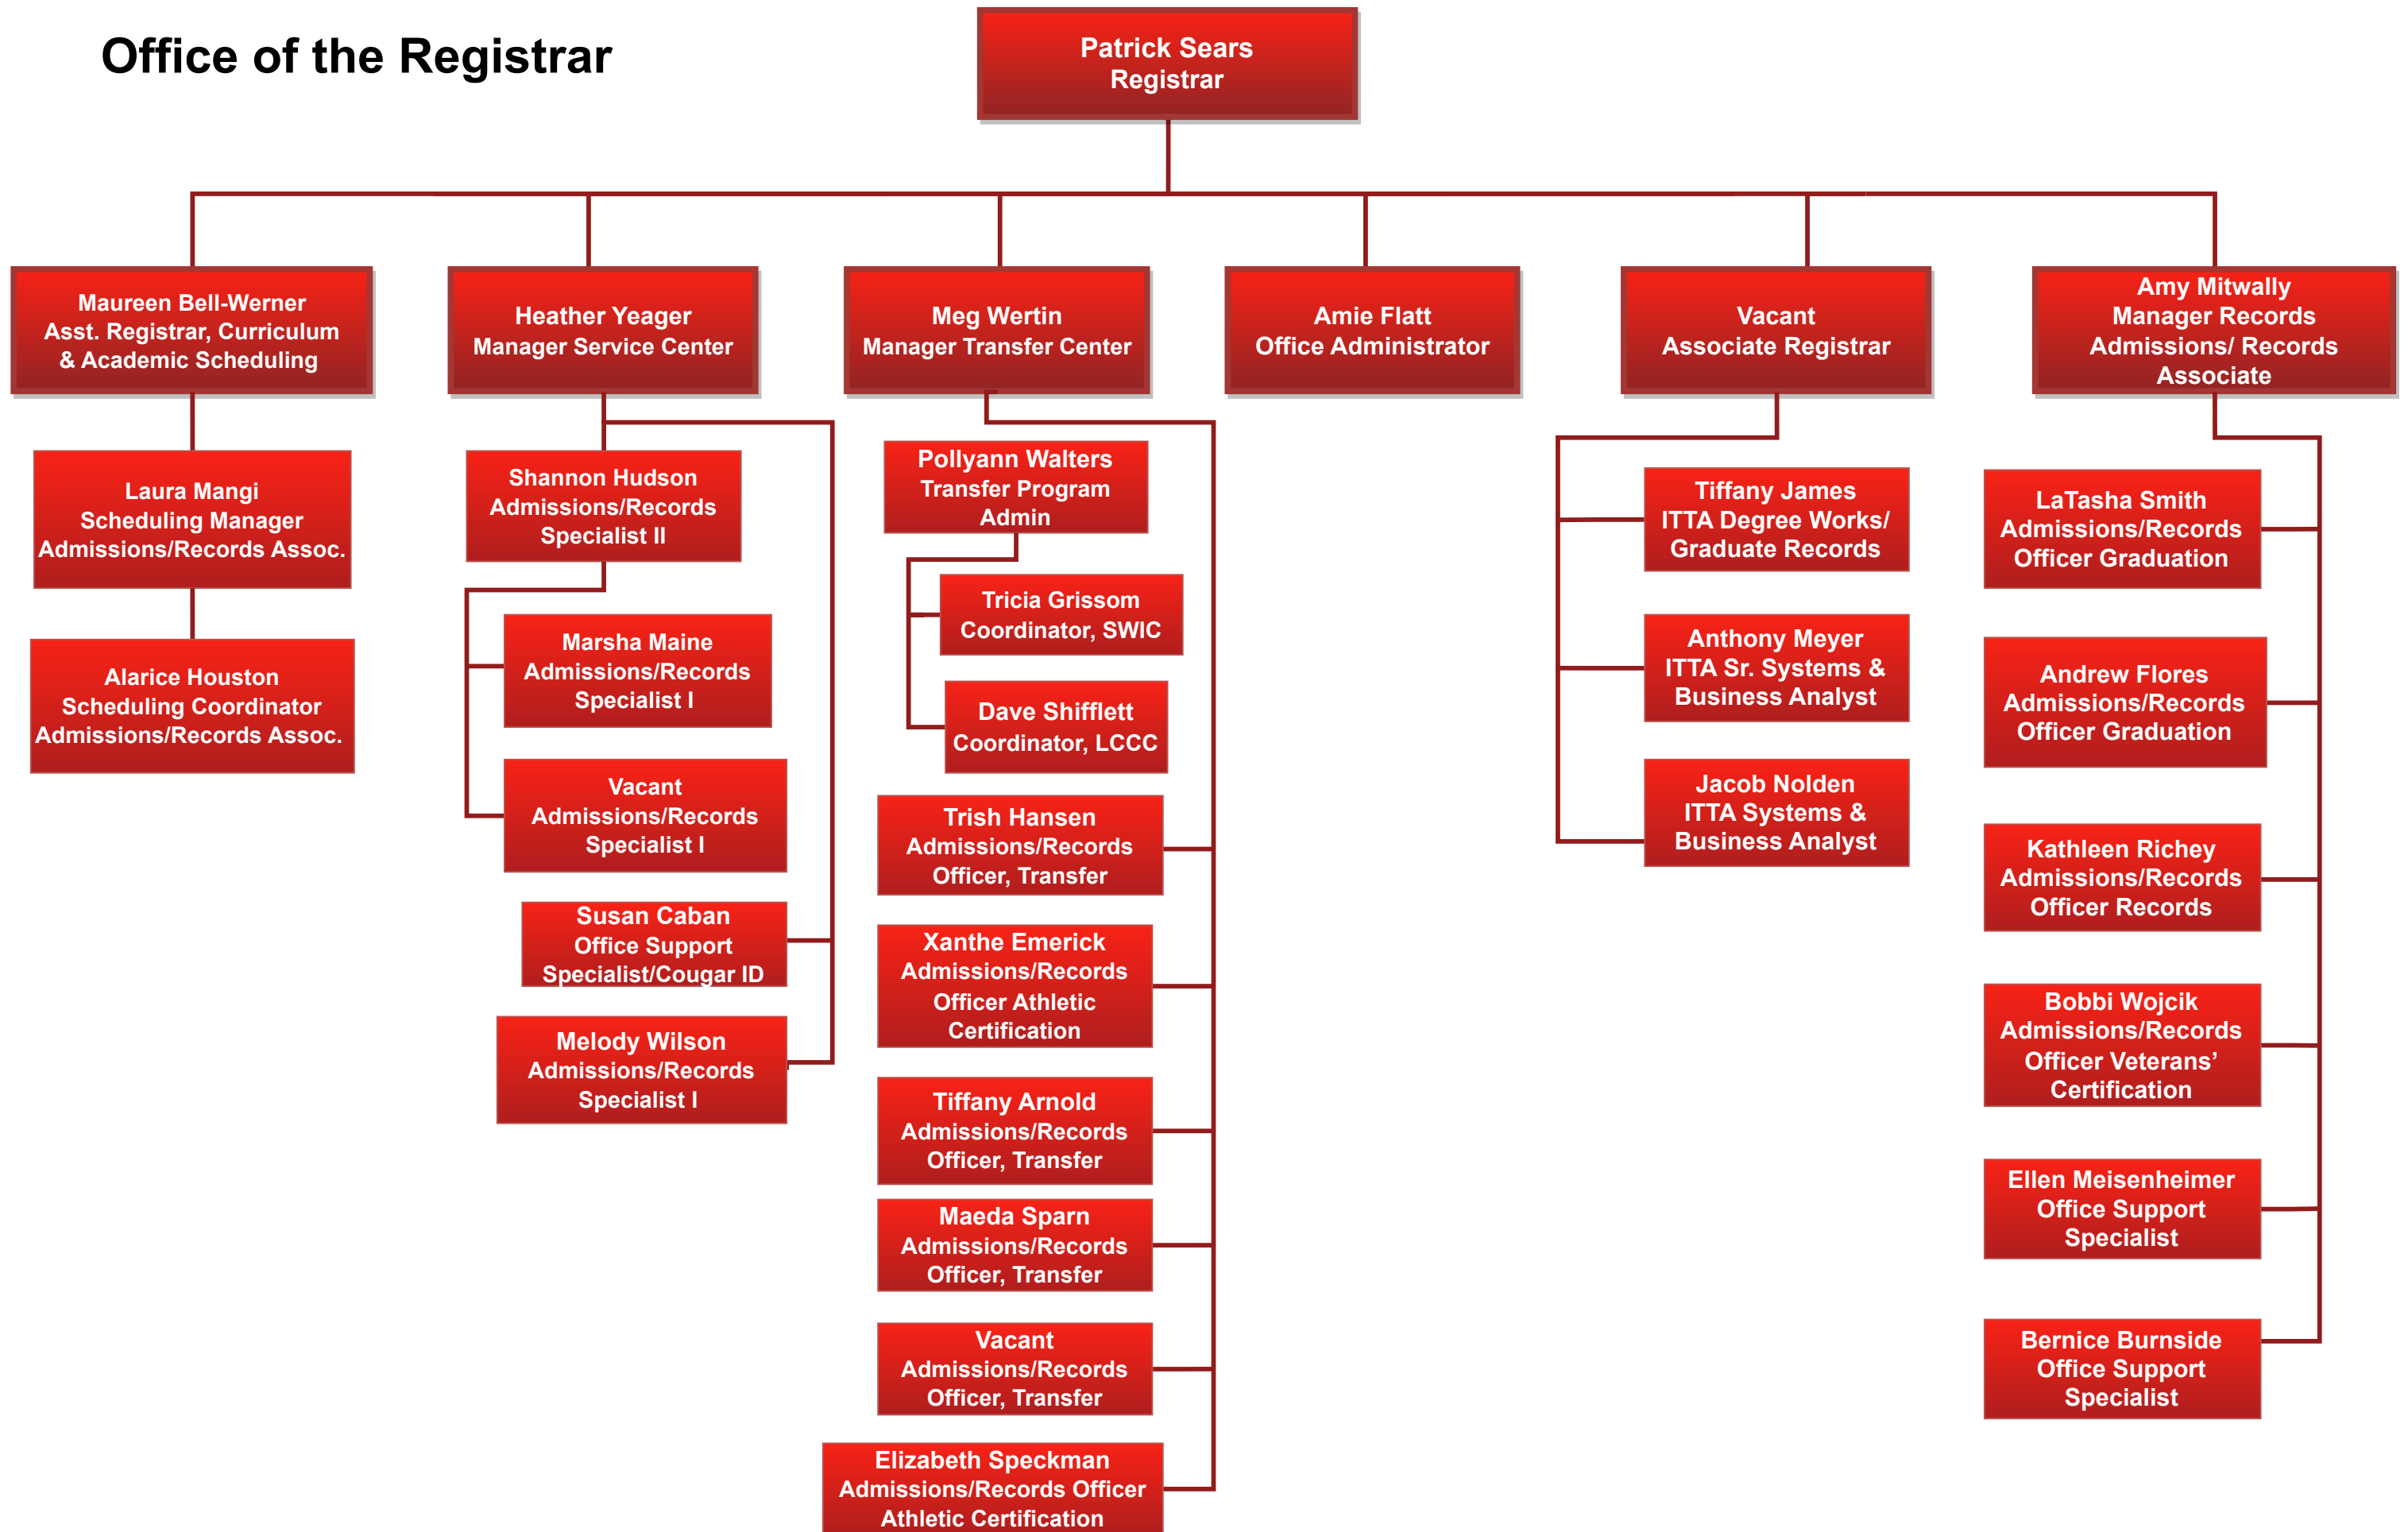 Office of the Registrar
Patrick Sears
Registrar
Maureen Bell-Werner
Asst. Registrar, Curriculum
& Academic Scheduling
Heather Yeager
Manager Service Center
Meg Wertin
Manager Transfer Center
Amie Flatt
Office Administrator
Vacant
Associate Registrar
Amy Mitwally
Manager Records
Admissions/ Records
Associate
Laura Mangi
Scheduling Manager
Admissions/Records Assoc.
Alarice Houston
Scheduling Coordinator
Admissions/Records Assoc.
Shannon Hudson
Admissions/Records
Specialist II
Marsha Maine
Admissions/Records
Specialist I
Vacant
Admissions/Records
Specialist I
Susan Caban
Office Support
Specialist/Cougar ID
Melody Wilson
Admissions/Records
Specialist I
Pollyann Walters
Transfer Program
Admin
Tricia Grissom
Coordinator, SWIC
Dave Shifflett
Coordinator, LCCC
Trish Hansen
Admissions/Records
Officer, Transfer
Xanthe Emerick
Admissions/Records
Officer Athletic
Certification
Tiffany Arnold
Admissions/Records
Officer, Transfer
Maeda Sparn
Admissions/Records
Officer, Transfer
Vacant
Admissions/Records
Officer, Transfer
Elizabeth Speckman
Admissions/Records Officer
Athletic Certification
Tiffany James
ITTA Degree Works/
Graduate Records
Anthony Meyer
ITTA Sr. Systems &
Business Analyst
Jacob Nolden
ITTA Systems &
Business Analyst
LaTasha Smith
Admissions/Records
Officer Graduation
Andrew Flores
Admissions/Records
Officer Graduation
Kathleen Richey
Admissions/Records
Officer Records
Bobbi Wojcik
Admissions/Records
Officer Veterans’
Certification
Ellen Meisenheimer
Office Support
Specialist
Bernice Burnside
Office Support
Specialist